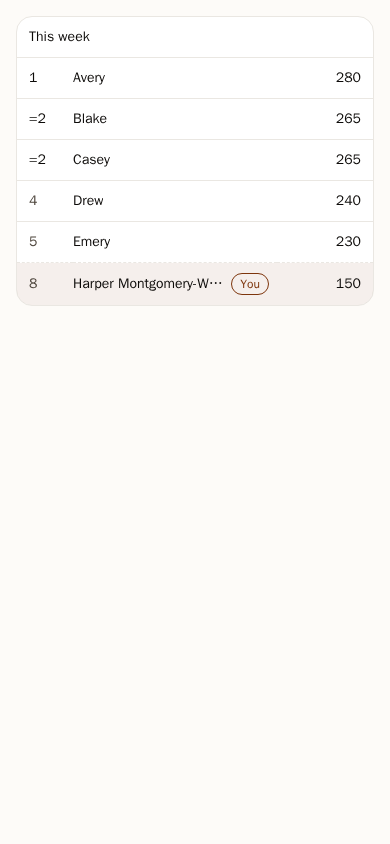 This week
1 Avery 280
=2 Blake 265
=2 Casey 265
4 Drew 240
5 Emery 230
8 Harper Montgomery-W… You 150